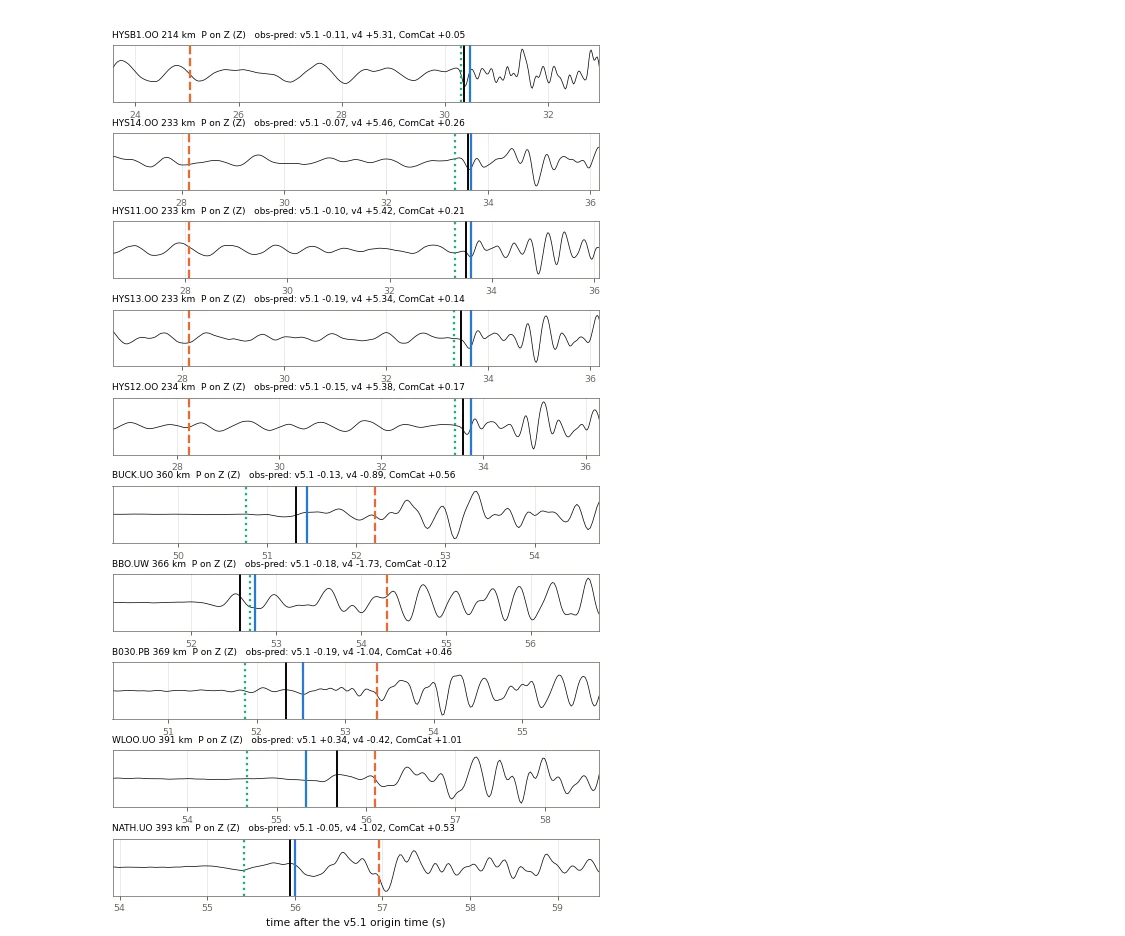 HYSB1.OO 214 km  P on Z (Z)   obs-pred: v5.1 -0.11, v4 +5.31, ComCat +0.05
24 26 28 30 32
HYS14.OO 233 km  P on Z (Z)   obs-pred: v5.1 -0.07, v4 +5.46, ComCat +0.26
28 30 32 34 36
HYS11.OO 233 km  P on Z (Z)   obs-pred: v5.1 -0.10, v4 +5.42, ComCat +0.21
28 30 32 34 36
HYS13.OO 233 km  P on Z (Z)   obs-pred: v5.1 -0.19, v4 +5.34, ComCat +0.14
28 30 32 34 36
HYS12.OO 234 km  P on Z (Z)   obs-pred: v5.1 -0.15, v4 +5.38, ComCat +0.17
28 30 32 34 36
BUCK.UO 360 km  P on Z (Z)   obs-pred: v5.1 -0.13, v4 -0.89, ComCat +0.56
50 51 52 53 54
BBO.UW 366 km  P on Z (Z)   obs-pred: v5.1 -0.18, v4 -1.73, ComCat -0.12
52 53 54 55 56
B030.PB 369 km  P on Z (Z)   obs-pred: v5.1 -0.19, v4 -1.04, ComCat +0.46
51 52 53 54 55
WLOO.UO 391 km  P on Z (Z)   obs-pred: v5.1 +0.34, v4 -0.42, ComCat +1.01
54 55 56 57 58
NATH.UO 393 km  P on Z (Z)   obs-pred: v5.1 -0.05, v4 -1.02, ComCat +0.53
54 55 56 57 58 59
time after the v5.1 origin time (s)